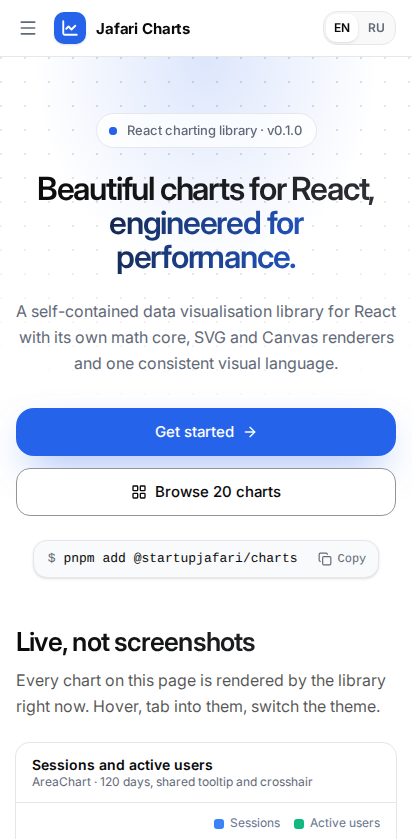 Jafari Charts
EN RU
React charting library · v0.1.0
Beautiful charts for React,
engineered for
performance.
A self-contained data visualisation library for React
with its own math core, SVG and Canvas renderers
and one consistent visual language.
Get started →
Browse 20 charts
$ pnpm add @startupjafari/charts Copy
Live, not screenshots
Every chart on this page is rendered by the library
right now. Hover, tab into them, switch the theme.
Sessions and active users
AreaChart · 120 days, shared tooltip and crosshair
Sessions Active users